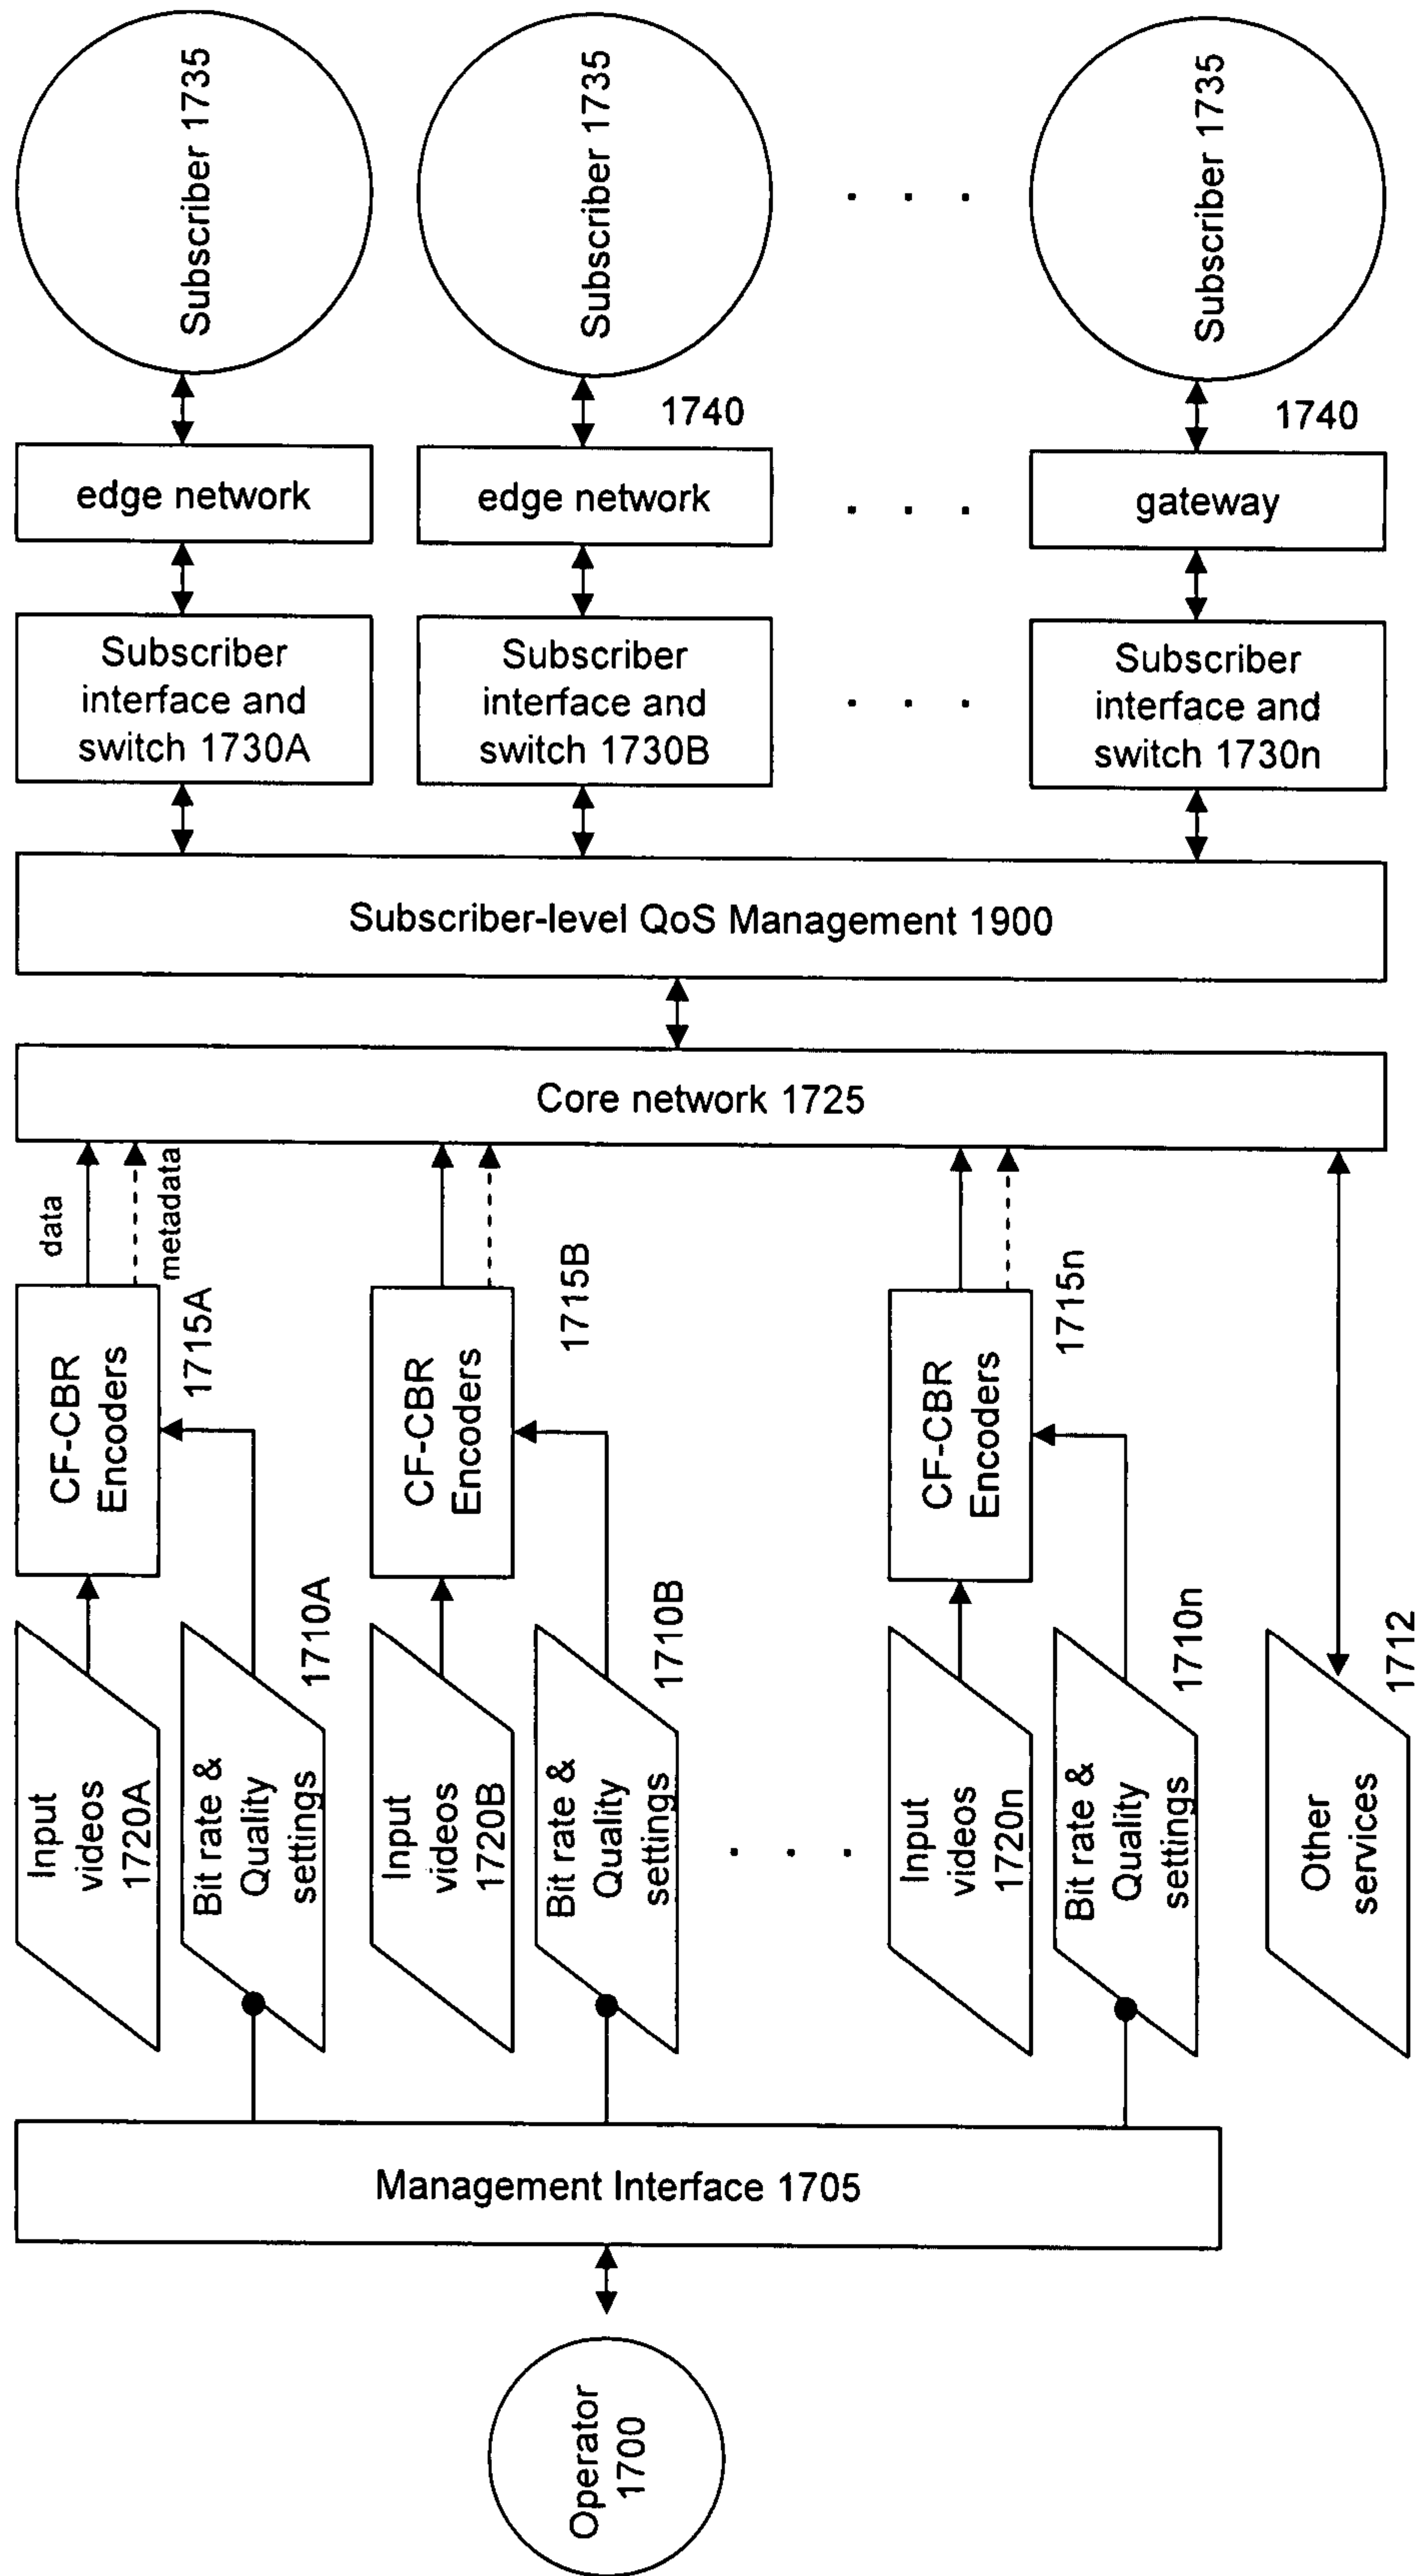 Subscriber 1735
Subscriber 1735
Subscriber 1735
1740
1740
edge network
edge network
gateway
Subscriber
interface and
switch 1730A
Subscriber
interface and
switch 1730B
Subscriber
interface and
switch 1730n
Subscriber-level QoS Management 1900
Core network 1725
data
metadata
CF-CBR
Encoders
1715A
CF-CBR
Encoders
1715B
CF-CBR
Encoders
1715n
Input
videos
1720A
Bit rate &
Quality
settings
1710A
Input
videos
1720B
Bit rate &
Quality
settings
1710B
Input
videos
1720n
Bit rate &
Quality
settings
1710n
Other
services
1712
Management Interface 1705
Operator
1700